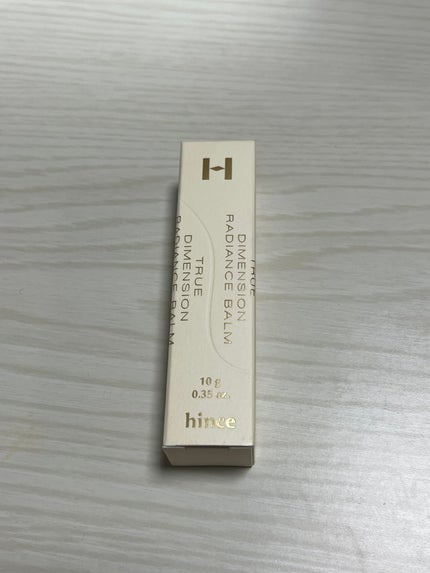 H
TRUE
DIMENSION
RADIANCE BALM
TRUE
DIMENSION
RADIANCE BALM
10 g
0.35 oz.
hince